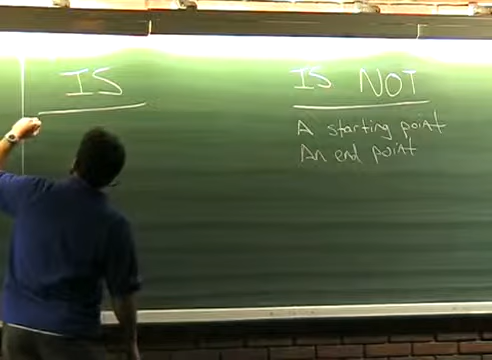 IS
IS NOT
A starting point
An end point